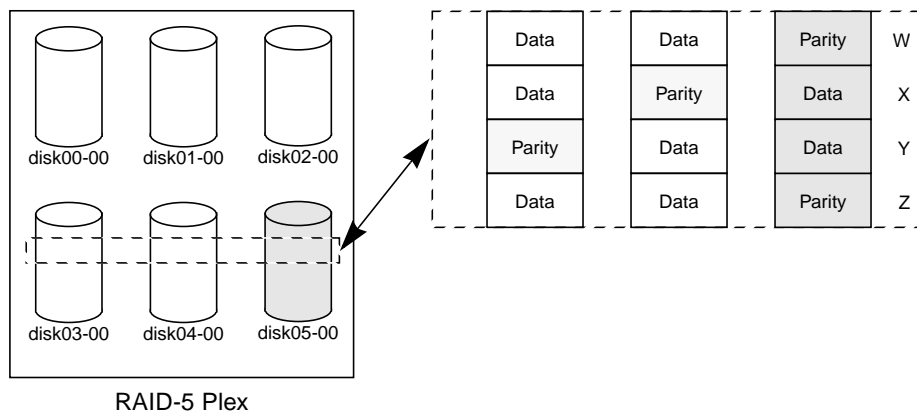 disk00-00 disk01-00 disk02-00
disk03-00 disk04-00 disk05-00
RAID-5 Plex
Data Data Parity W
Data Parity Data X
Parity Data Data Y
Data Data Parity Z